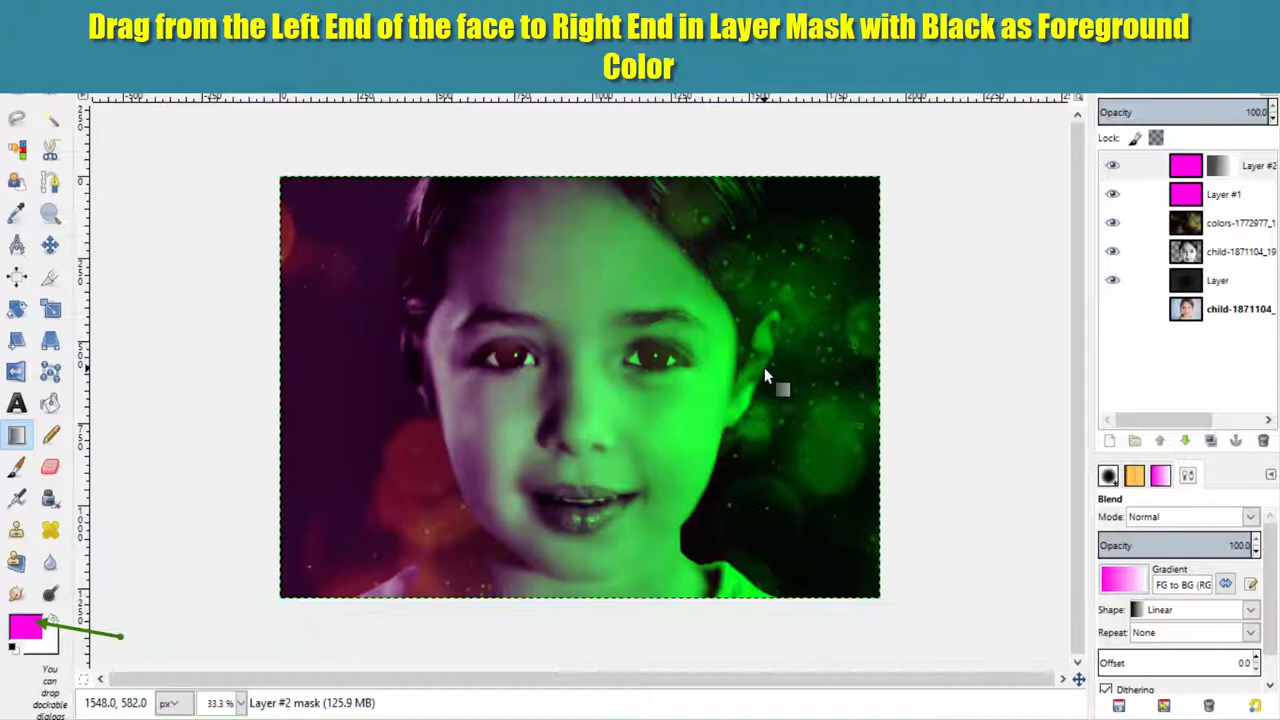 Drag from the Left End of the face to Right End in Layer Mask with Black as Foreground
Color
Opacity 100.0
Lock:
Layer #2
Layer #1
colors-1772977_1
child-1871104_19
Layer
child-1871104_
Blend
Mode: Normal
Opacity 100.0
Gradient
FG to BG (RG
Shape: Linear
Repeat: None
Offset 0.0
Dithering
You
can
drop
dockable
dialogs
1548.0, 582.0 px 33.3 % Layer #2 mask (125.9 MB)